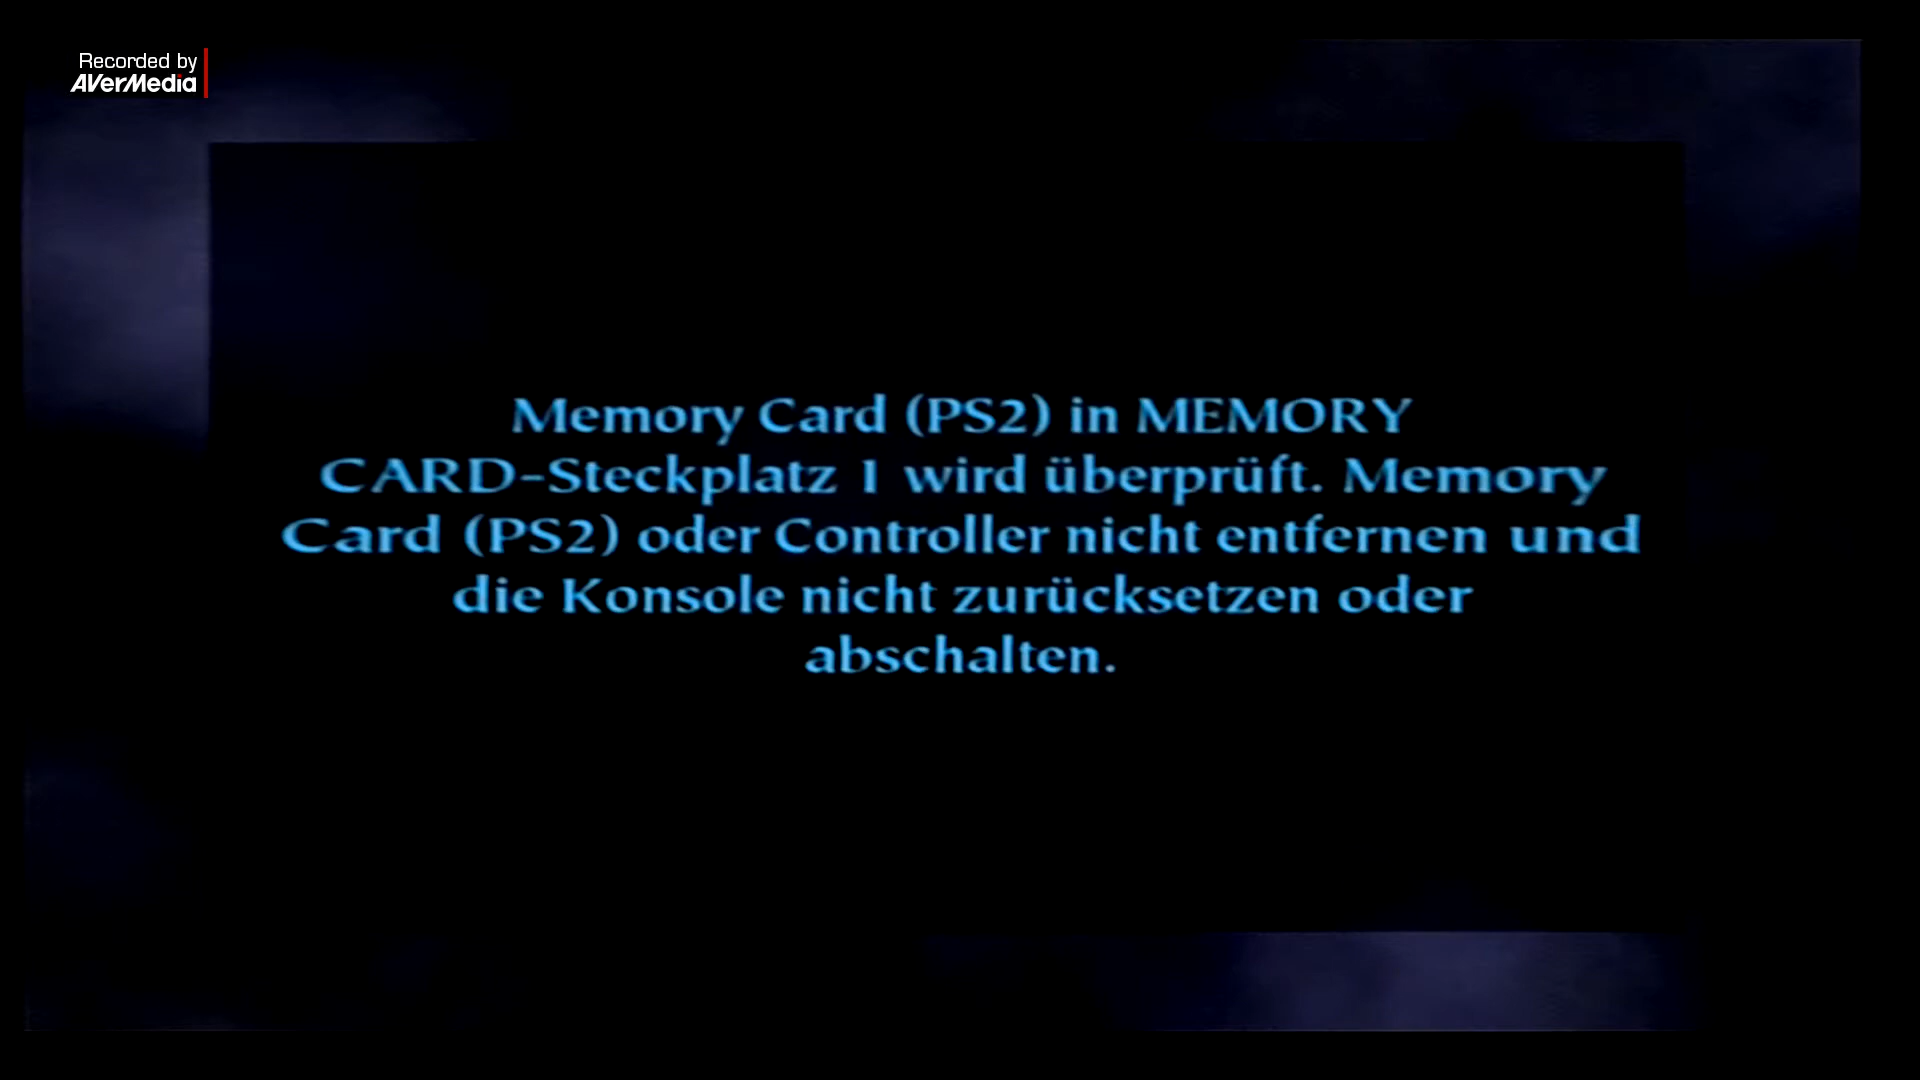 Recorded by
AVerMedia
Memory Card (PS2) in MEMORY
CARD-Steckplatz 1 wird überprüft. Memory
Card (PS2) oder Controller nicht entfernen und
die Konsole nicht zurücksetzen oder
abschalten.